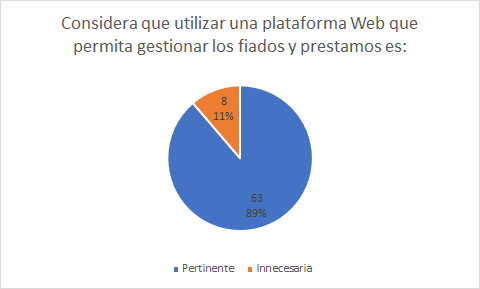 Considera que utilizar una plataforma Web que
permita gestionar los fiados y prestamos es:
8
11%
63
89%
Pertinente
Innecesaria